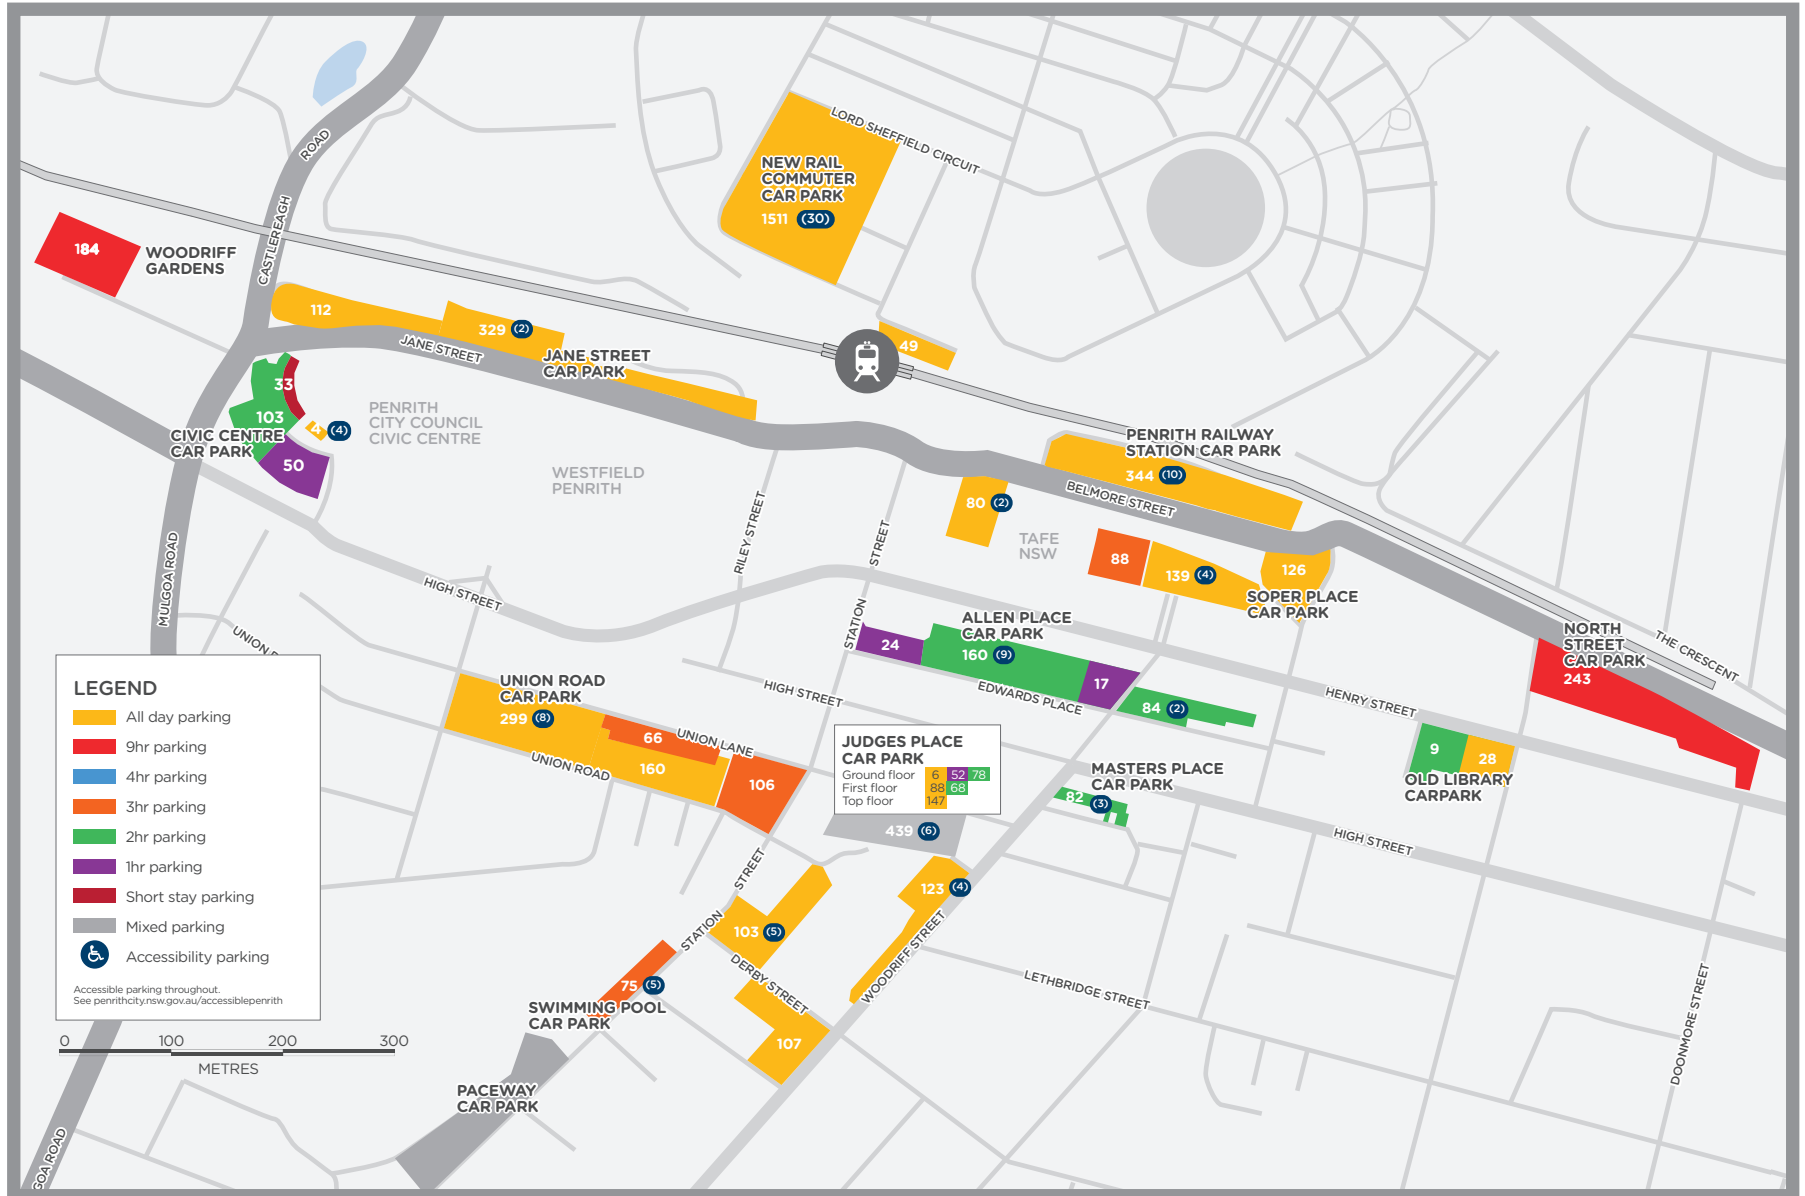 ROAD
CASTLEREAGH
LORD SHEFFIELD CIRCUIT
NEW RAIL
COMMUTER
CAR PARK
1511 (30)
184
WOODRIFF
GARDENS
112
329 (2)
JANE STREET
JANE STREET
CAR PARK
49
33
103
4 (4)
CIVIC CENTRE
CAR PARK
50
PENRITH
CITY COUNCIL
CIVIC CENTRE
WESTFIELD
PENRITH
PENRITH RAILWAY
STATION CAR PARK
344 (10)
BELMORE STREET
80 (2)
TAFE
NSW
88
139 (4)
126
SOPER PLACE
CAR PARK
RILEY STREET
STREET
STATION
MULGOA ROAD
HIGH STREET
UNION R
ALLEN PLACE
CAR PARK
24
160 (9)
17
EDWARDS PLACE
84 (2)
HENRY STREET
NORTH
STREET
CAR PARK
243
THE CRESCENT
HIGH STREET
UNION ROAD
CAR PARK
299 (8)
66
UNION LANE
UNION ROAD
160
106
JUDGES PLACE
CAR PARK
Ground floor 6 52 78
First floor 88 68
Top floor 147
439 (6)
MASTERS PLACE
CAR PARK
82 (3)
9
28
OLD LIBRARY
CARPARK
HIGH STREET
STREET
STATION
103 (5)
123 (4)
WOODRIFF STREET
DERBY STREET
107
LETHBRIDGE STREET
DOONMORE STREET
75 (5)
SWIMMING POOL
CAR PARK
PACEWAY
CAR PARK
LEGEND
All day parking
9hr parking
4hr parking
3hr parking
2hr parking
1hr parking
Short stay parking
Mixed parking
Accessibility parking
Accessible parking throughout.
See penrithcity.nsw.gov.au/accessiblepenrith
0 100 200 300
METRES
GOA ROAD